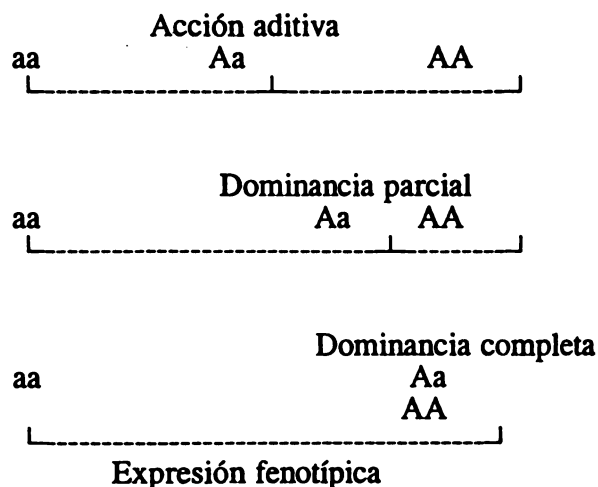 Acción aditiva
aa Aa AA
Dominancia parcial
aa Aa AA
Dominancia completa
aa Aa
AA
Expresión fenotípica